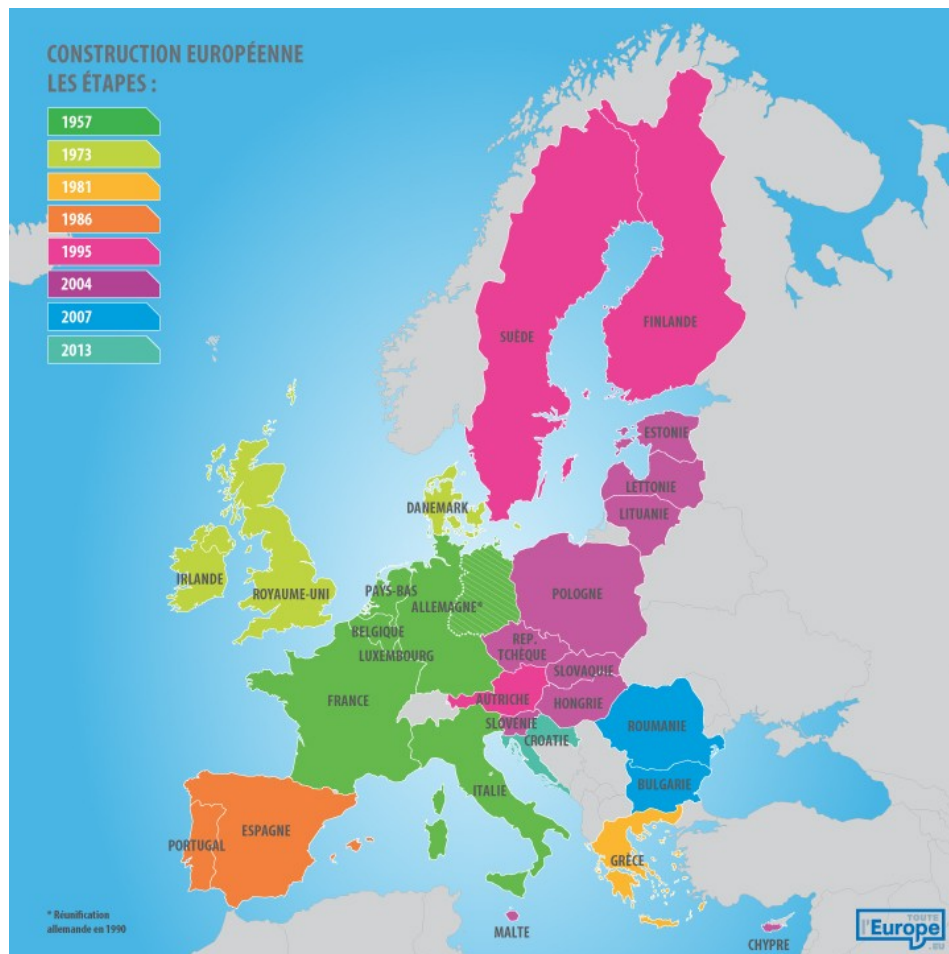 CONSTRUCTION EUROPÉENNE
LES ÉTAPES :
1957
1973
1981
1986
1995
2004
2007
2013
SUÈDE
FINLANDE
ESTONIE
LETTONIE
LITUANIE
DANEMARK
IRLANDE
ROYAUME-UNI
PAYS-BAS
ALLEMAGNE*
POLOGNE
BELGIQUE
LUXEMBOURG
REP.
TCHÈQUE
SLOVAQUIE
FRANCE
AUTRICHE
HONGRIE
SLOVÉNIE
CROATIE
ROUMANIE
BULGARIE
ITALIE
PORTUGAL
ESPAGNE
GRÈCE
MALTE
CHYPRE
* Réunification
allemande en 1990
TOUTE
l'Europe
.EU